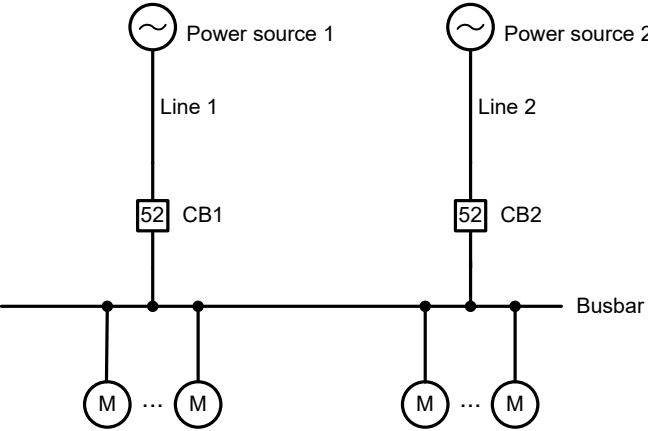 Power source 1
Power source 2
Line 1
Line 2
52 CB1
52 CB2
Busbar
M ... M
M ... M